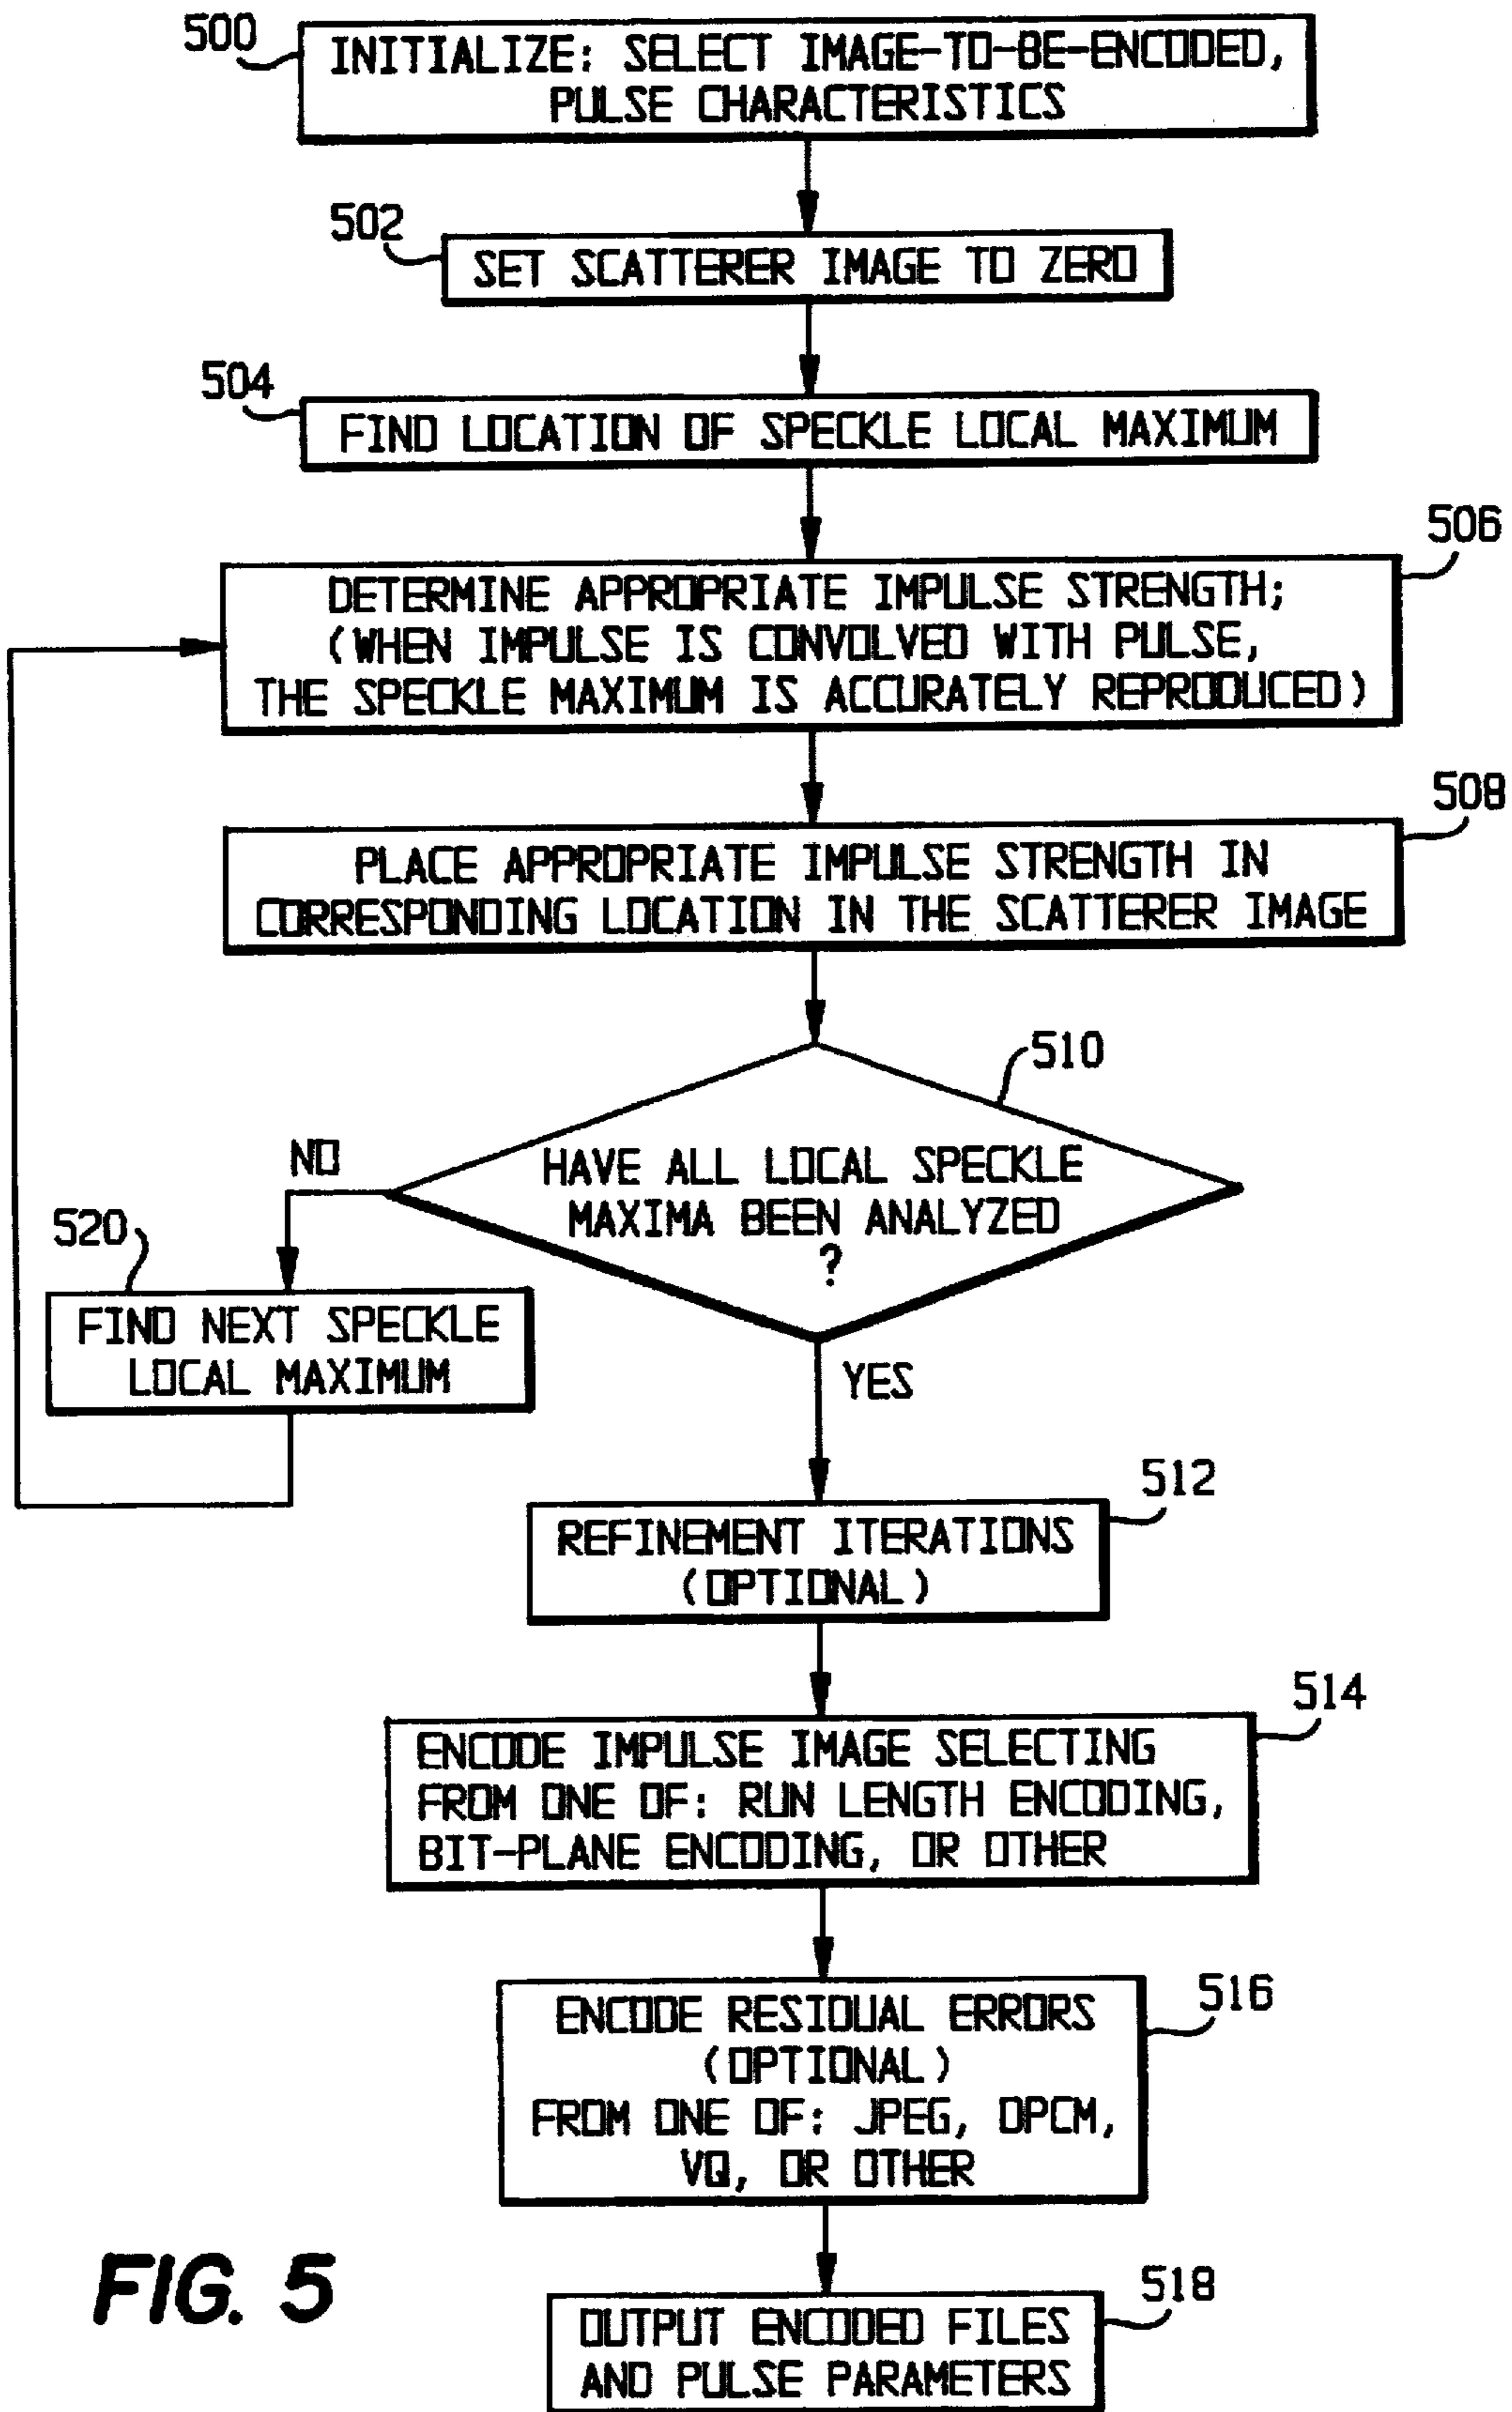 500
INITIALIZE: SELECT IMAGE-TO-BE-ENCODED,
PULSE CHARACTERISTICS
502
SET SCATTERER IMAGE TO ZERO
504
FIND LOCATION OF SPECKLE LOCAL MAXIMUM
506
DETERMINE APPROPRIATE IMPULSE STRENGTH;
(WHEN IMPULSE IS CONVOLVED WITH PULSE,
THE SPECKLE MAXIMUM IS ACCURATELY REPRODUCED)
508
PLACE APPROPRIATE IMPULSE STRENGTH IN
CORRESPONDING LOCATION IN THE SCATTERER IMAGE
510
HAVE ALL LOCAL SPECKLE
MAXIMA BEEN ANALYZED
?
NO
520
FIND NEXT SPECKLE
LOCAL MAXIMUM
YES
512
REFINEMENT ITERATIONS
(OPTIONAL)
514
ENCODE IMPULSE IMAGE SELECTING
FROM ONE OF: RUN LENGTH ENCODING,
BIT-PLANE ENCODING, OR OTHER
516
ENCODE RESIDUAL ERRORS
(OPTIONAL)
FROM ONE OF: JPEG, DPCM,
VQ, OR OTHER
518
OUTPUT ENCODED FILES
AND PULSE PARAMETERS
FIG. 5